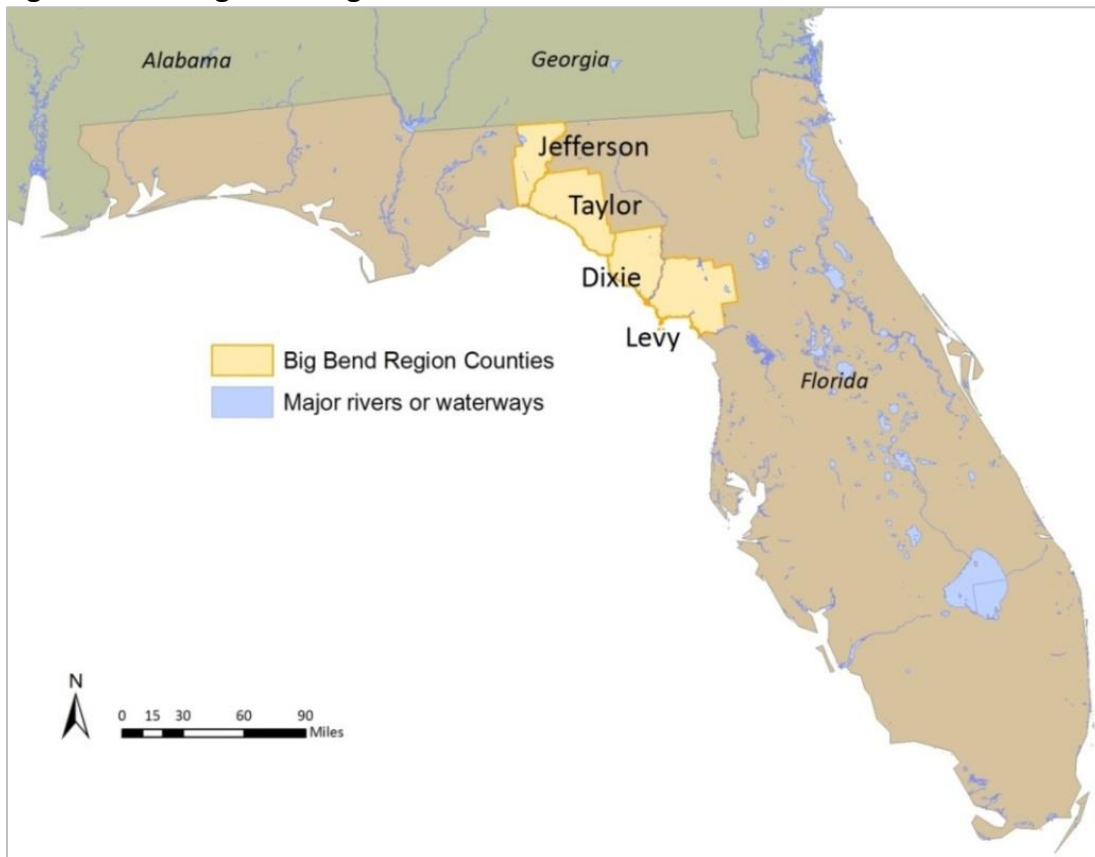 Alabama
Georgia
Jefferson
Taylor
Dixie
Levy
Big Bend Region Counties
Major rivers or waterways
Florida
N
0 15 30 60 90
Miles